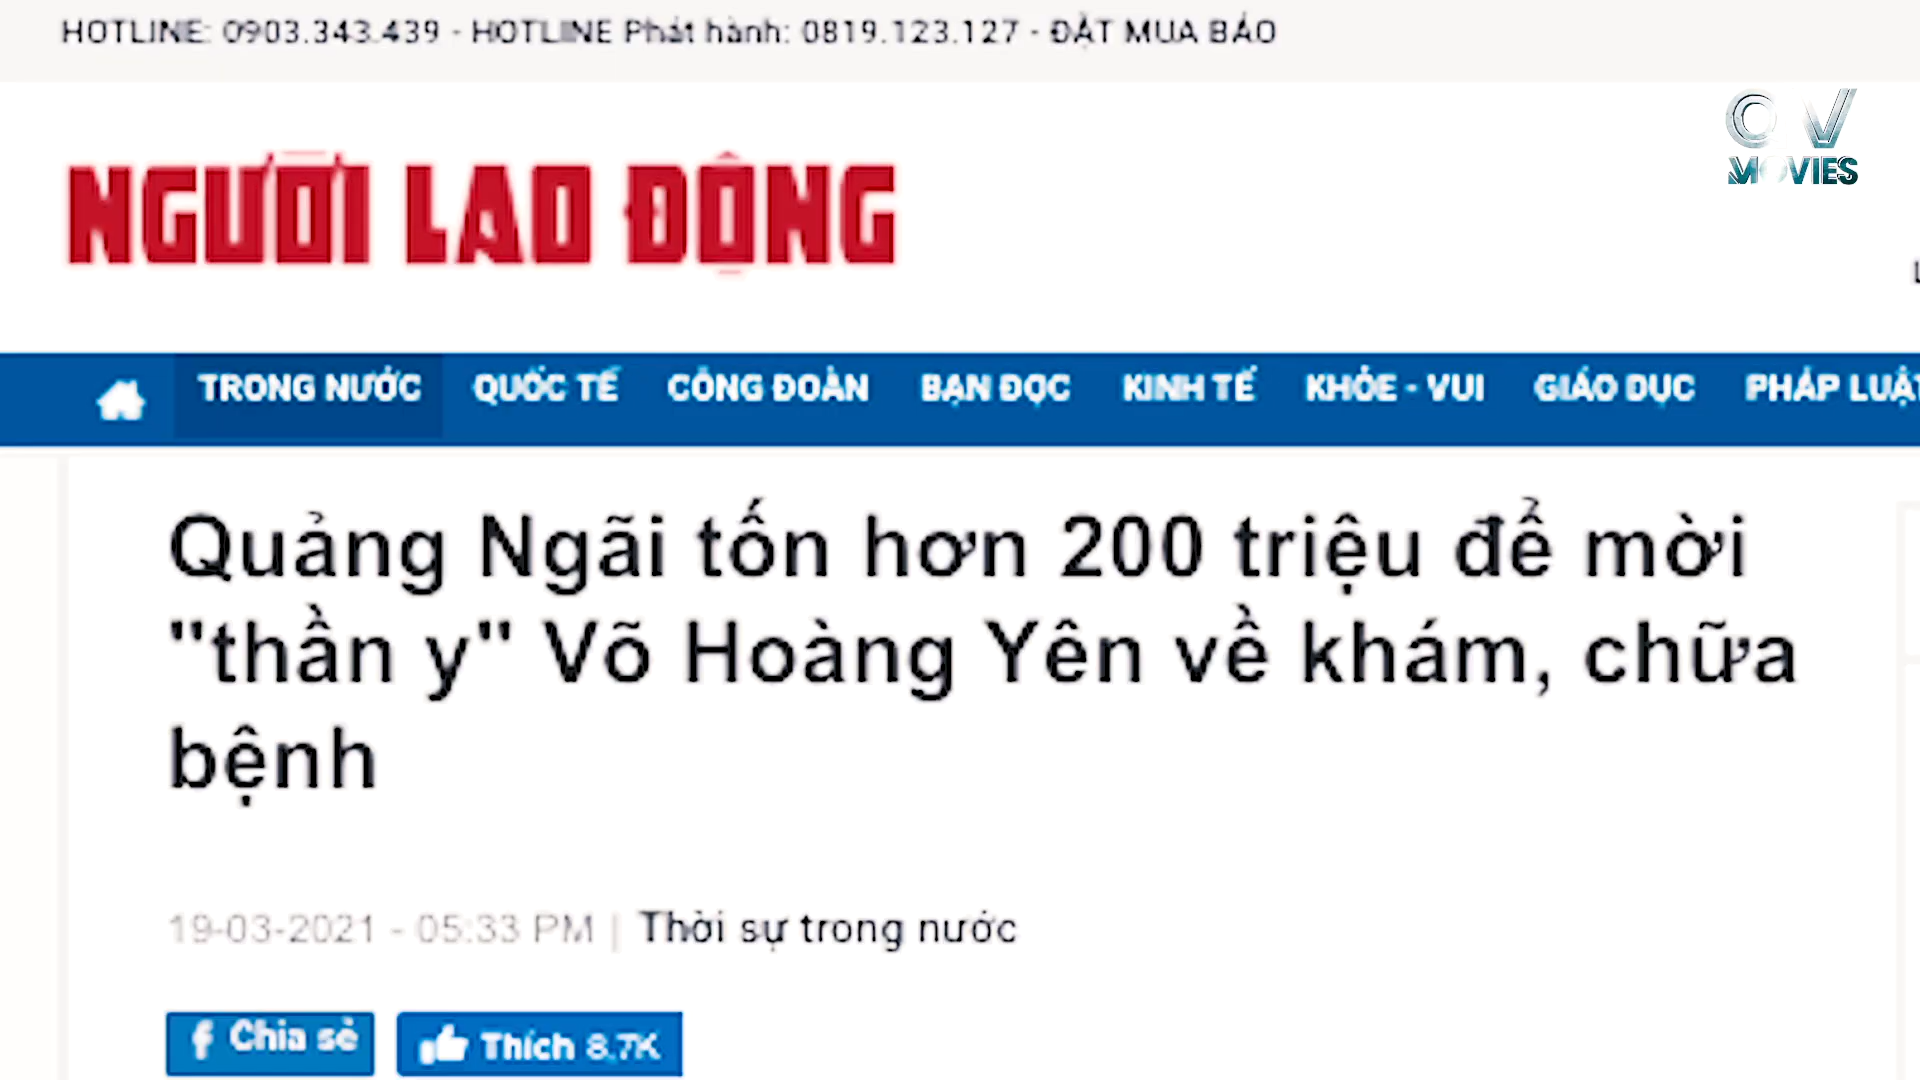 HOTLINE: 0903.343.439 - HOTLINE Phát hành: 0819.123.127 - ĐẶT MUA BÁO
MOVIES
NGƯỜI LAO ĐỘNG
TRONG NƯỚC QUỐC TẾ CÔNG ĐOÀN BẠN ĐỌC KINH TẾ KHỎE - VUI GIÁO DỤC PHÁP LUẬT
Quảng Ngãi tốn hơn 200 triệu để mời
"thần y" Võ Hoàng Yên về khám, chữa
bệnh
19-03-2021 - 05:33 PM | Thời sự trong nước
Chia sẻ Thích 8.7K